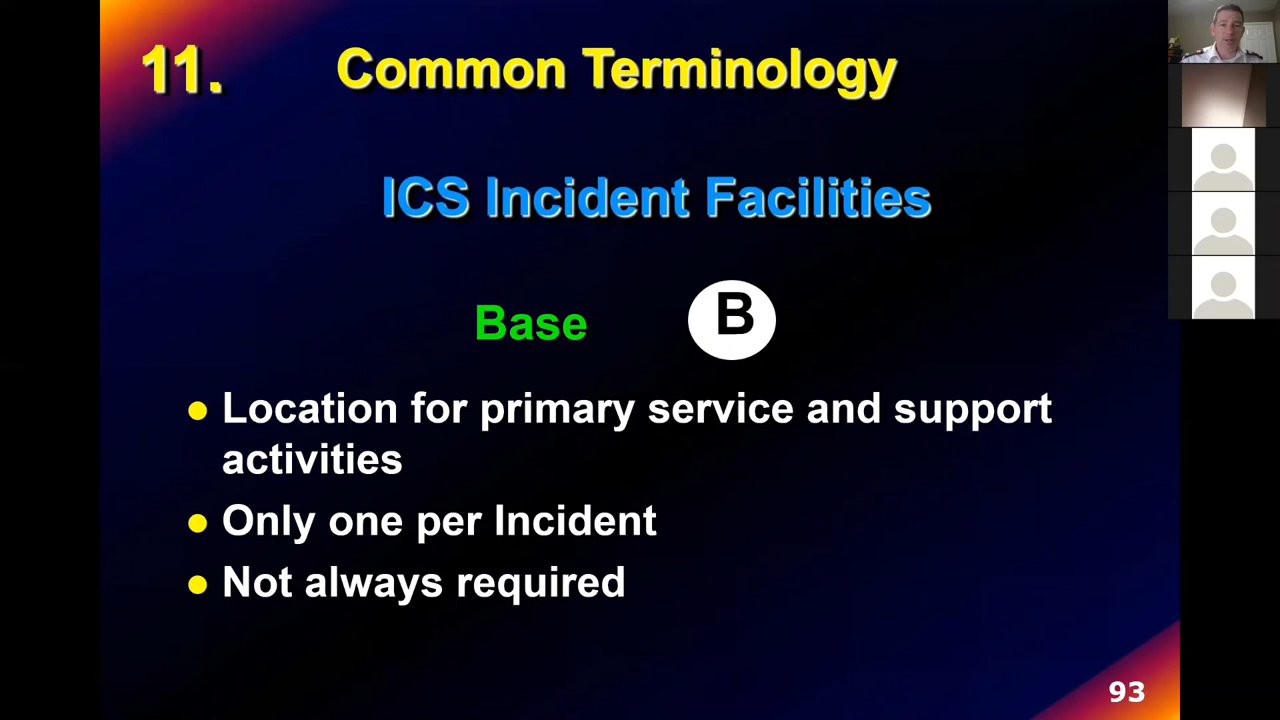 11. Common Terminology
ICS Incident Facilities
Base B
Location for primary service and support
activities
Only one per Incident
Not always required
93